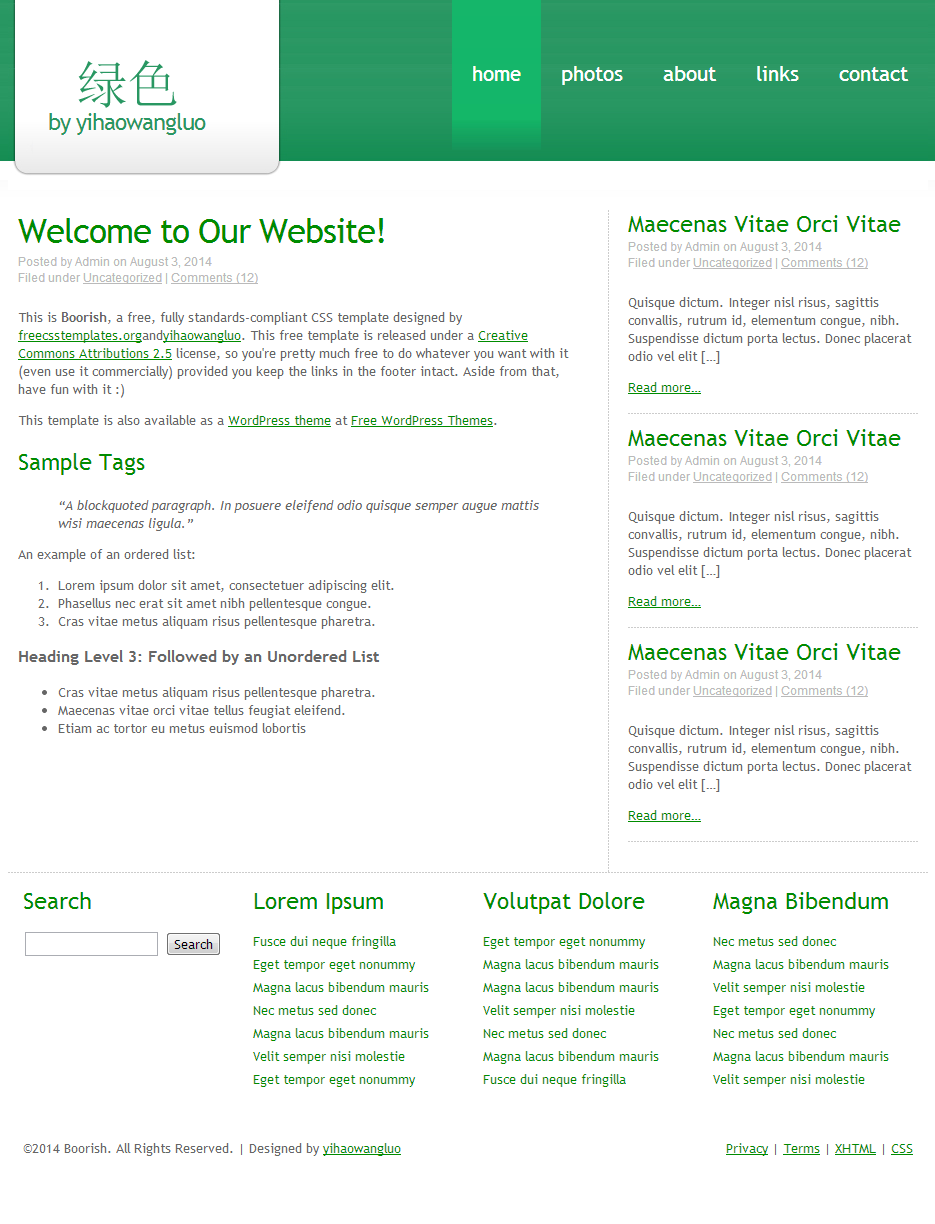 绿色
by yihaowangluo
home photos about links contact
Welcome to Our Website!
Posted by Admin on August 3, 2014
Filed under Uncategorized | Comments (12)
This is Boorish, a free, fully standards-compliant CSS template designed by
freecsstemplates.organdyihaowangluo. This free template is released under a Creative
Commons Attributions 2.5 license, so you're pretty much free to do whatever you want with it
(even use it commercially) provided you keep the links in the footer intact. Aside from that,
have fun with it :)
This template is also available as a WordPress theme at Free WordPress Themes.
Sample Tags
“A blockquoted paragraph. In posuere eleifend odio quisque semper augue mattis
wisi maecenas ligula.”
An example of an ordered list:
1. Lorem ipsum dolor sit amet, consectetuer adipiscing elit.
2. Phasellus nec erat sit amet nibh pellentesque congue.
3. Cras vitae metus aliquam risus pellentesque pharetra.
Heading Level 3: Followed by an Unordered List
• Cras vitae metus aliquam risus pellentesque pharetra.
• Maecenas vitae orci vitae tellus feugiat eleifend.
• Etiam ac tortor eu metus euismod lobortis
Maecenas Vitae Orci Vitae
Posted by Admin on August 3, 2014
Filed under Uncategorized | Comments (12)
Quisque dictum. Integer nisl risus, sagittis
convallis, rutrum id, elementum congue, nibh.
Suspendisse dictum porta lectus. Donec placerat
odio vel elit [...]
Read more...
Maecenas Vitae Orci Vitae
Posted by Admin on August 3, 2014
Filed under Uncategorized | Comments (12)
Quisque dictum. Integer nisl risus, sagittis
convallis, rutrum id, elementum congue, nibh.
Suspendisse dictum porta lectus. Donec placerat
odio vel elit [...]
Read more...
Maecenas Vitae Orci Vitae
Posted by Admin on August 3, 2014
Filed under Uncategorized | Comments (12)
Quisque dictum. Integer nisl risus, sagittis
convallis, rutrum id, elementum congue, nibh.
Suspendisse dictum porta lectus. Donec placerat
odio vel elit [...]
Read more...
Search
Search
Lorem Ipsum
Fusce dui neque fringilla
Eget tempor eget nonummy
Magna lacus bibendum mauris
Nec metus sed donec
Magna lacus bibendum mauris
Velit semper nisi molestie
Eget tempor eget nonummy
Volutpat Dolore
Eget tempor eget nonummy
Magna lacus bibendum mauris
Magna lacus bibendum mauris
Velit semper nisi molestie
Nec metus sed donec
Magna lacus bibendum mauris
Fusce dui neque fringilla
Magna Bibendum
Nec metus sed donec
Magna lacus bibendum mauris
Velit semper nisi molestie
Eget tempor eget nonummy
Nec metus sed donec
Magna lacus bibendum mauris
Velit semper nisi molestie
©2014 Boorish. All Rights Reserved. | Designed by yihaowangluo
Privacy | Terms | XHTML | CSS